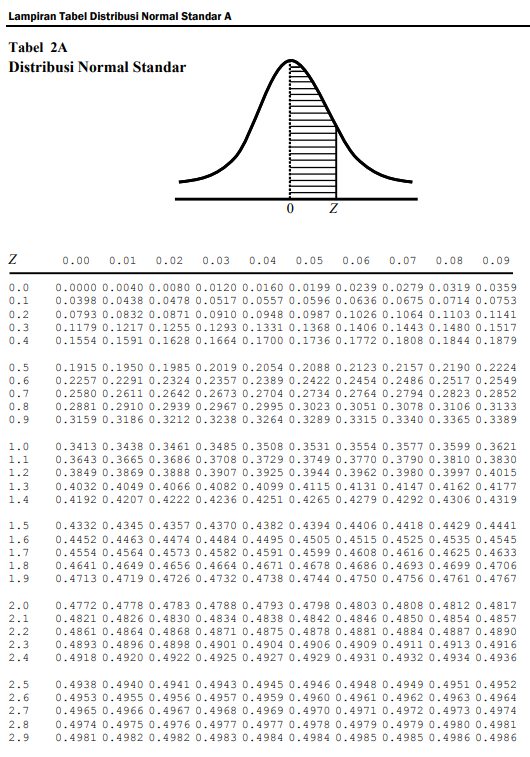 Lampiran Tabel Distribusi Normal Standar A
Tabel 2A
Distribusi Normal Standar
0 Z
Z 0.00 0.01 0.02 0.03 0.04 0.05 0.06 0.07 0.08 0.09
0.0 0.0000 0.0040 0.0080 0.0120 0.0160 0.0199 0.0239 0.0279 0.0319 0.0359
0.1 0.0398 0.0438 0.0478 0.0517 0.0557 0.0596 0.0636 0.0675 0.0714 0.0753
0.2 0.0793 0.0832 0.0871 0.0910 0.0948 0.0987 0.1026 0.1064 0.1103 0.1141
0.3 0.1179 0.1217 0.1255 0.1293 0.1331 0.1368 0.1406 0.1443 0.1480 0.1517
0.4 0.1554 0.1591 0.1628 0.1664 0.1700 0.1736 0.1772 0.1808 0.1844 0.1879
0.5 0.1915 0.1950 0.1985 0.2019 0.2054 0.2088 0.2123 0.2157 0.2190 0.2224
0.6 0.2257 0.2291 0.2324 0.2357 0.2389 0.2422 0.2454 0.2486 0.2517 0.2549
0.7 0.2580 0.2611 0.2642 0.2673 0.2704 0.2734 0.2764 0.2794 0.2823 0.2852
0.8 0.2881 0.2910 0.2939 0.2967 0.2995 0.3023 0.3051 0.3078 0.3106 0.3133
0.9 0.3159 0.3186 0.3212 0.3238 0.3264 0.3289 0.3315 0.3340 0.3365 0.3389
1.0 0.3413 0.3438 0.3461 0.3485 0.3508 0.3531 0.3554 0.3577 0.3599 0.3621
1.1 0.3643 0.3665 0.3686 0.3708 0.3729 0.3749 0.3770 0.3790 0.3810 0.3830
1.2 0.3849 0.3869 0.3888 0.3907 0.3925 0.3944 0.3962 0.3980 0.3997 0.4015
1.3 0.4032 0.4049 0.4066 0.4082 0.4099 0.4115 0.4131 0.4147 0.4162 0.4177
1.4 0.4192 0.4207 0.4222 0.4236 0.4251 0.4265 0.4279 0.4292 0.4306 0.4319
1.5 0.4332 0.4345 0.4357 0.4370 0.4382 0.4394 0.4406 0.4418 0.4429 0.4441
1.6 0.4452 0.4463 0.4474 0.4484 0.4495 0.4505 0.4515 0.4525 0.4535 0.4545
1.7 0.4554 0.4564 0.4573 0.4582 0.4591 0.4599 0.4608 0.4616 0.4625 0.4633
1.8 0.4641 0.4649 0.4656 0.4664 0.4671 0.4678 0.4686 0.4693 0.4699 0.4706
1.9 0.4713 0.4719 0.4726 0.4732 0.4738 0.4744 0.4750 0.4756 0.4761 0.4767
2.0 0.4772 0.4778 0.4783 0.4788 0.4793 0.4798 0.4803 0.4808 0.4812 0.4817
2.1 0.4821 0.4826 0.4830 0.4834 0.4838 0.4842 0.4846 0.4850 0.4854 0.4857
2.2 0.4861 0.4864 0.4868 0.4871 0.4875 0.4878 0.4881 0.4884 0.4887 0.4890
2.3 0.4893 0.4896 0.4898 0.4901 0.4904 0.4906 0.4909 0.4911 0.4913 0.4916
2.4 0.4918 0.4920 0.4922 0.4925 0.4927 0.4929 0.4931 0.4932 0.4934 0.4936
2.5 0.4938 0.4940 0.4941 0.4943 0.4945 0.4946 0.4948 0.4949 0.4951 0.4952
2.6 0.4953 0.4955 0.4956 0.4957 0.4959 0.4960 0.4961 0.4962 0.4963 0.4964
2.7 0.4965 0.4966 0.4967 0.4968 0.4969 0.4970 0.4971 0.4972 0.4973 0.4974
2.8 0.4974 0.4975 0.4976 0.4977 0.4977 0.4978 0.4979 0.4979 0.4980 0.4981
2.9 0.4981 0.4982 0.4982 0.4983 0.4984 0.4984 0.4985 0.4985 0.4986 0.4986